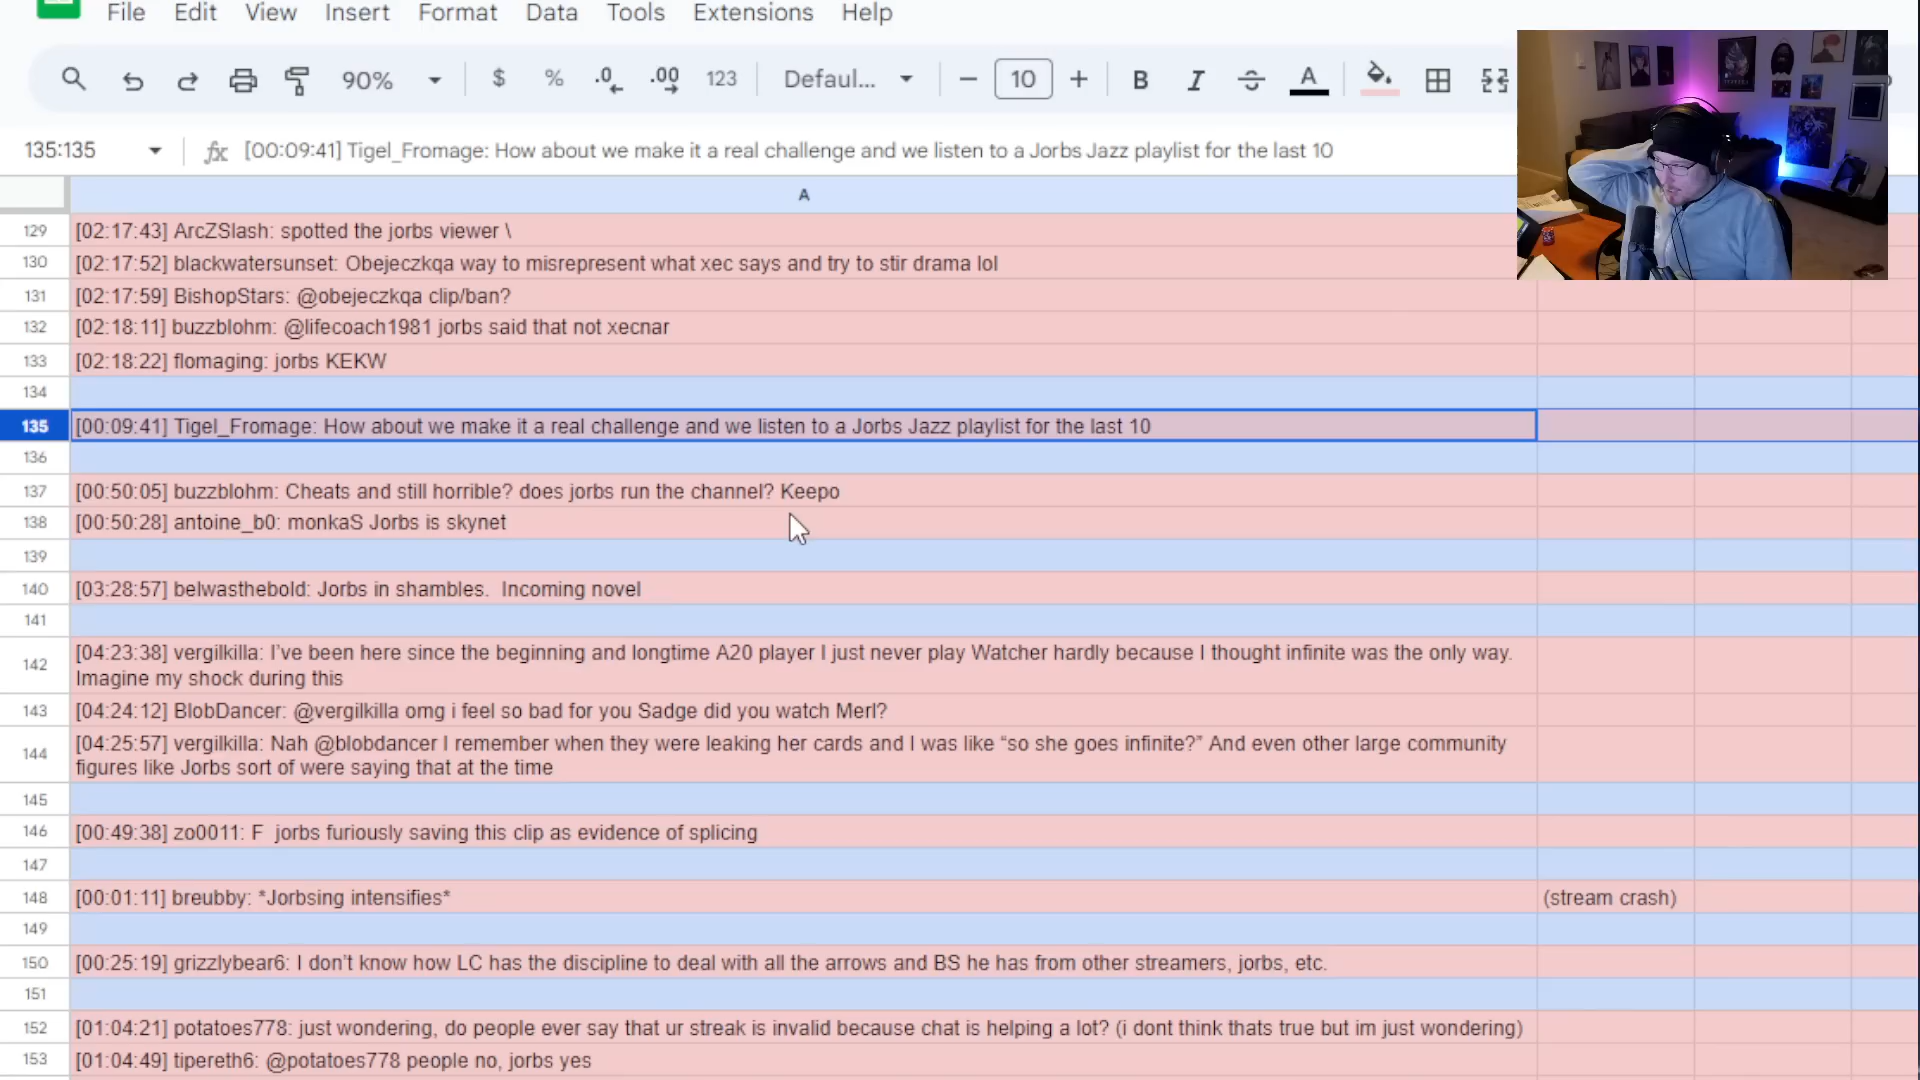 File Edit View Insert Format Data Tools Extensions Help
90% $ % .0 .00 123 Defaul... 10 B I A
135:135 fx [00:09:41] Tigel_Fromage: How about we make it a real challenge and we listen to a Jorbs Jazz playlist for the last 10
A
129 [02:17:43] ArcZSlash: spotted the jorbs viewer \
130 [02:17:52] blackwatersunset: Obejeczkqa way to misrepresent what xec says and try to stir drama lol
131 [02:17:59] BishopStars: @obejeczkqa clip/ban?
132 [02:18:11] buzzblohm: @lifecoach1981 jorbs said that not xecnar
133 [02:18:22] flomaging: jorbs KEKW
134
135 [00:09:41] Tigel_Fromage: How about we make it a real challenge and we listen to a Jorbs Jazz playlist for the last 10
136
137 [00:50:05] buzzblohm: Cheats and still horrible? does jorbs run the channel? Keepo
138 [00:50:28] antoine_b0: monkaS Jorbs is skynet
139
140 [03:28:57] belwasthebold: Jorbs in shambles.  Incoming novel
141
142 [04:23:38] vergilkilla: I've been here since the beginning and longtime A20 player I just never play Watcher hardly because I thought infinite was the only way.
Imagine my shock during this
143 [04:24:12] BlobDancer: @vergilkilla omg i feel so bad for you Sadge did you watch Merl?
144 [04:25:57] vergilkilla: Nah @blobdancer I remember when they were leaking her cards and I was like “so she goes infinite?” And even other large community
figures like Jorbs sort of were saying that at the time
145
146 [00:49:38] zo0011: F  jorbs furiously saving this clip as evidence of splicing
147
148 [00:01:11] breubby: *Jorbsing intensifies* (stream crash)
149
150 [00:25:19] grizzlybear6: I don't know how LC has the discipline to deal with all the arrows and BS he has from other streamers, jorbs, etc.
151
152 [01:04:21] potatoes778: just wondering, do people ever say that ur streak is invalid because chat is helping a lot? (i dont think thats true but im just wondering)
153 [01:04:49] tipereth6: @potatoes778 people no, jorbs yes